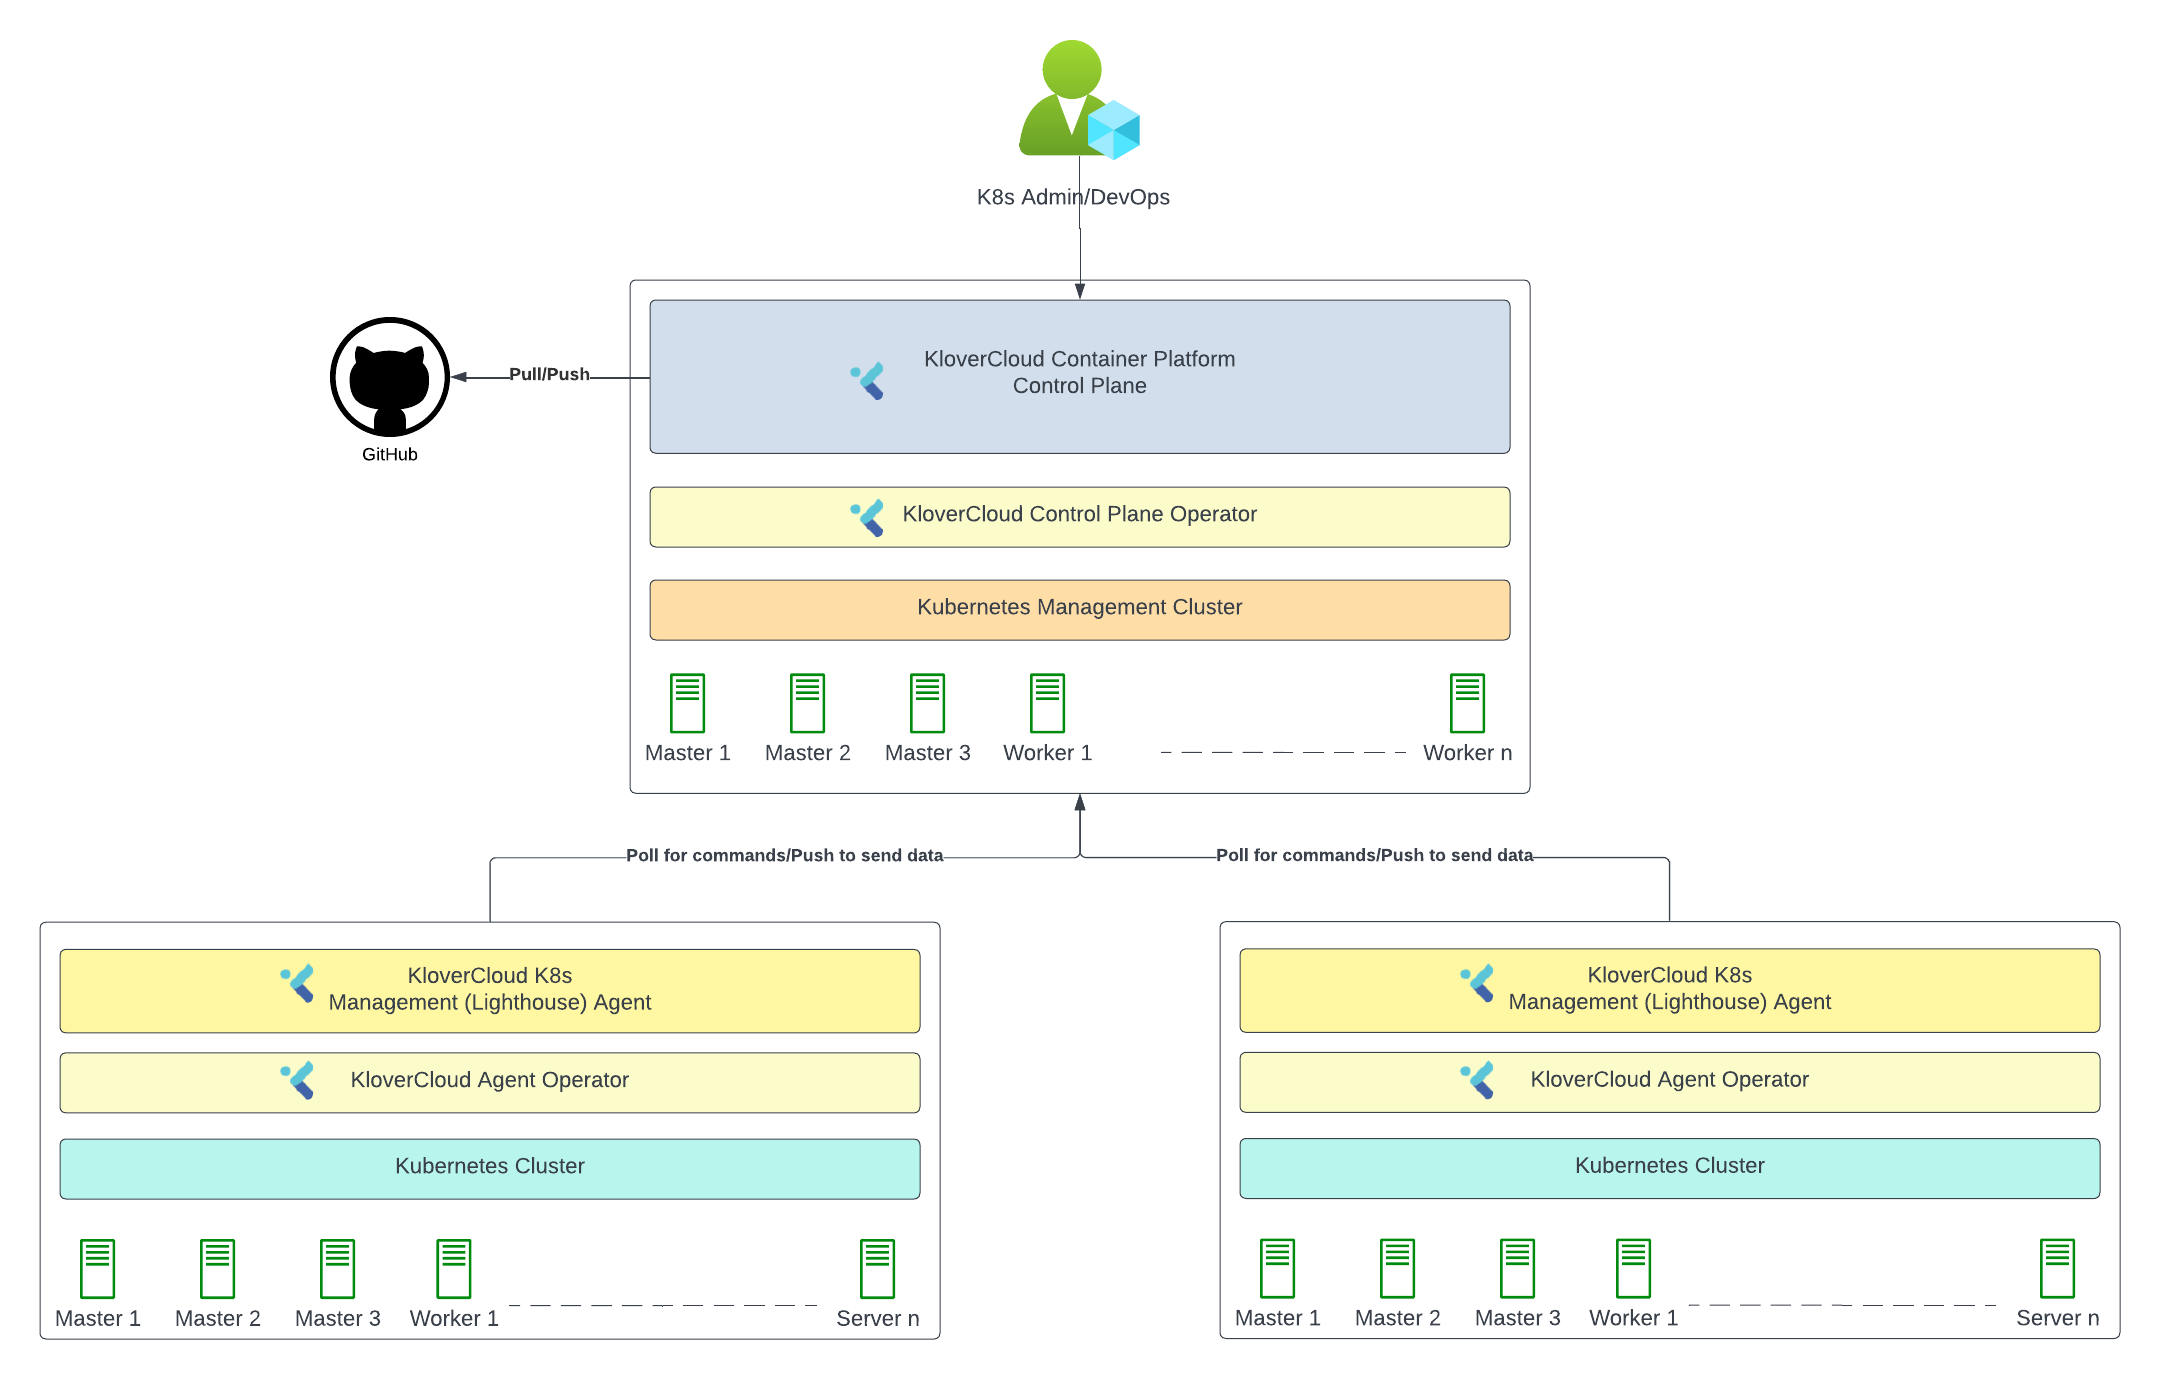 K8s Admin/DevOps
KloverCloud Container Platform
Control Plane
Pull/Push
GitHub
KloverCloud Control Plane Operator
Kubernetes Management Cluster
Master 1
Master 2
Master 3
Worker 1
Worker n
Poll for commands/Push to send data
Poll for commands/Push to send data
KloverCloud K8s
Management (Lighthouse) Agent
KloverCloud Agent Operator
Kubernetes Cluster
Master 1
Master 2
Master 3
Worker 1
Server n
KloverCloud K8s
Management (Lighthouse) Agent
KloverCloud Agent Operator
Kubernetes Cluster
Master 1
Master 2
Master 3
Worker 1
Server n